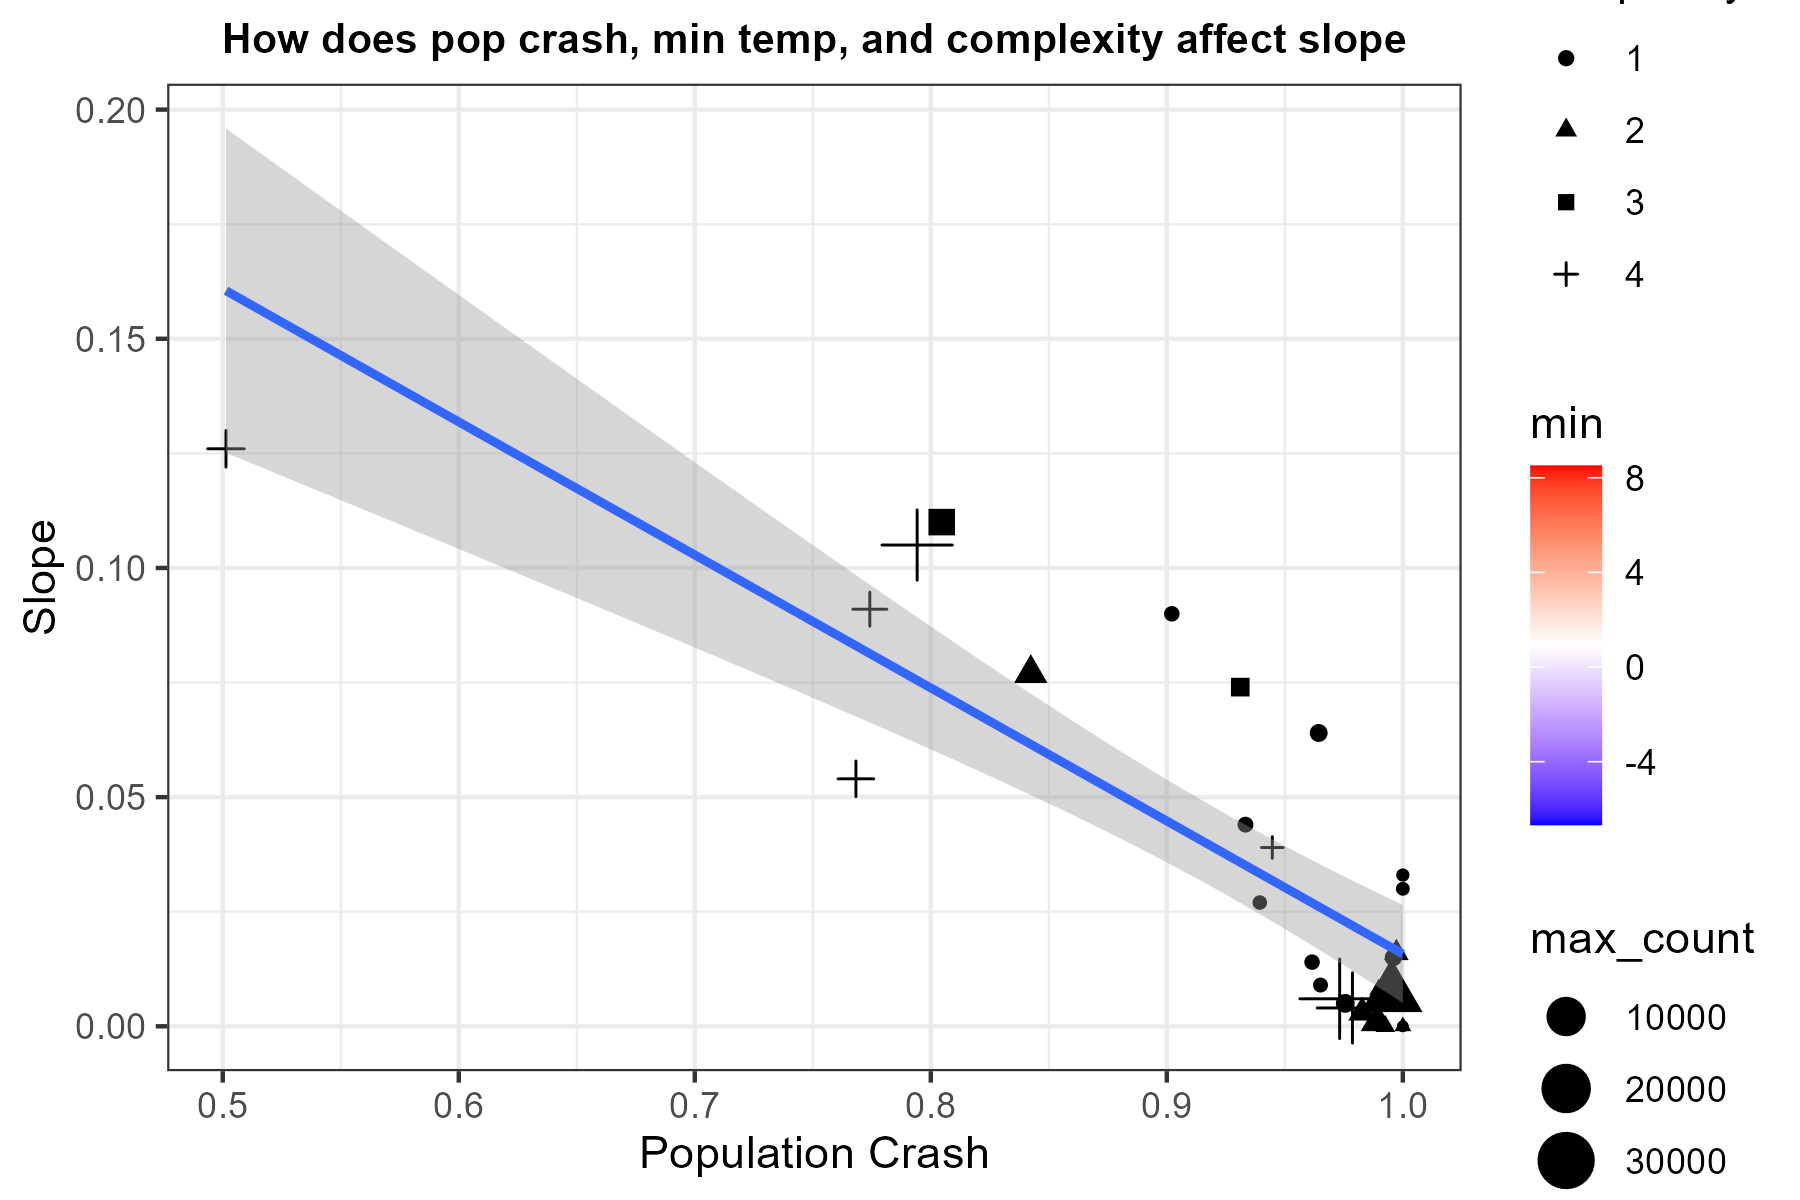 How does pop crash, min temp, and complexity affect slope
0.20
0.15
0.10
0.05
0.00
Slope
0.5 0.6 0.7 0.8 0.9 1.0
Population Crash
1
2
3
4
min
8
4
0
-4
max_count
10000
20000
30000